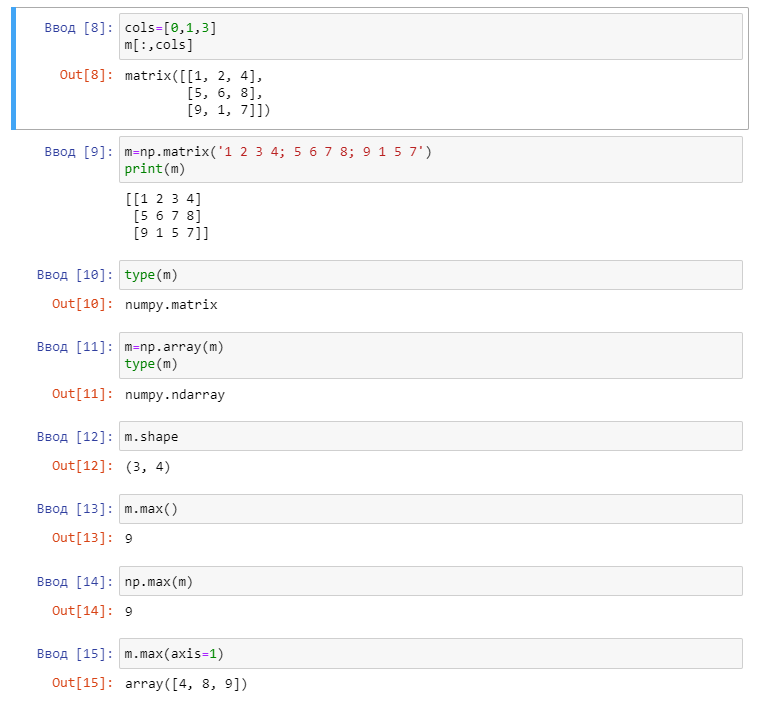 Ввод [8]: cols=[0,1,3]
m[:,cols]
Out[8]: matrix([[1, 2, 4],
        [5, 6, 8],
        [9, 1, 7]])
Ввод [9]: m=np.matrix('1 2 3 4; 5 6 7 8; 9 1 5 7')
print(m)
[[1 2 3 4]
 [5 6 7 8]
 [9 1 5 7]]
Ввод [10]: type(m)
Out[10]: numpy.matrix
Ввод [11]: m=np.array(m)
type(m)
Out[11]: numpy.ndarray
Ввод [12]: m.shape
Out[12]: (3, 4)
Ввод [13]: m.max()
Out[13]: 9
Ввод [14]: np.max(m)
Out[14]: 9
Ввод [15]: m.max(axis=1)
Out[15]: array([4, 8, 9])